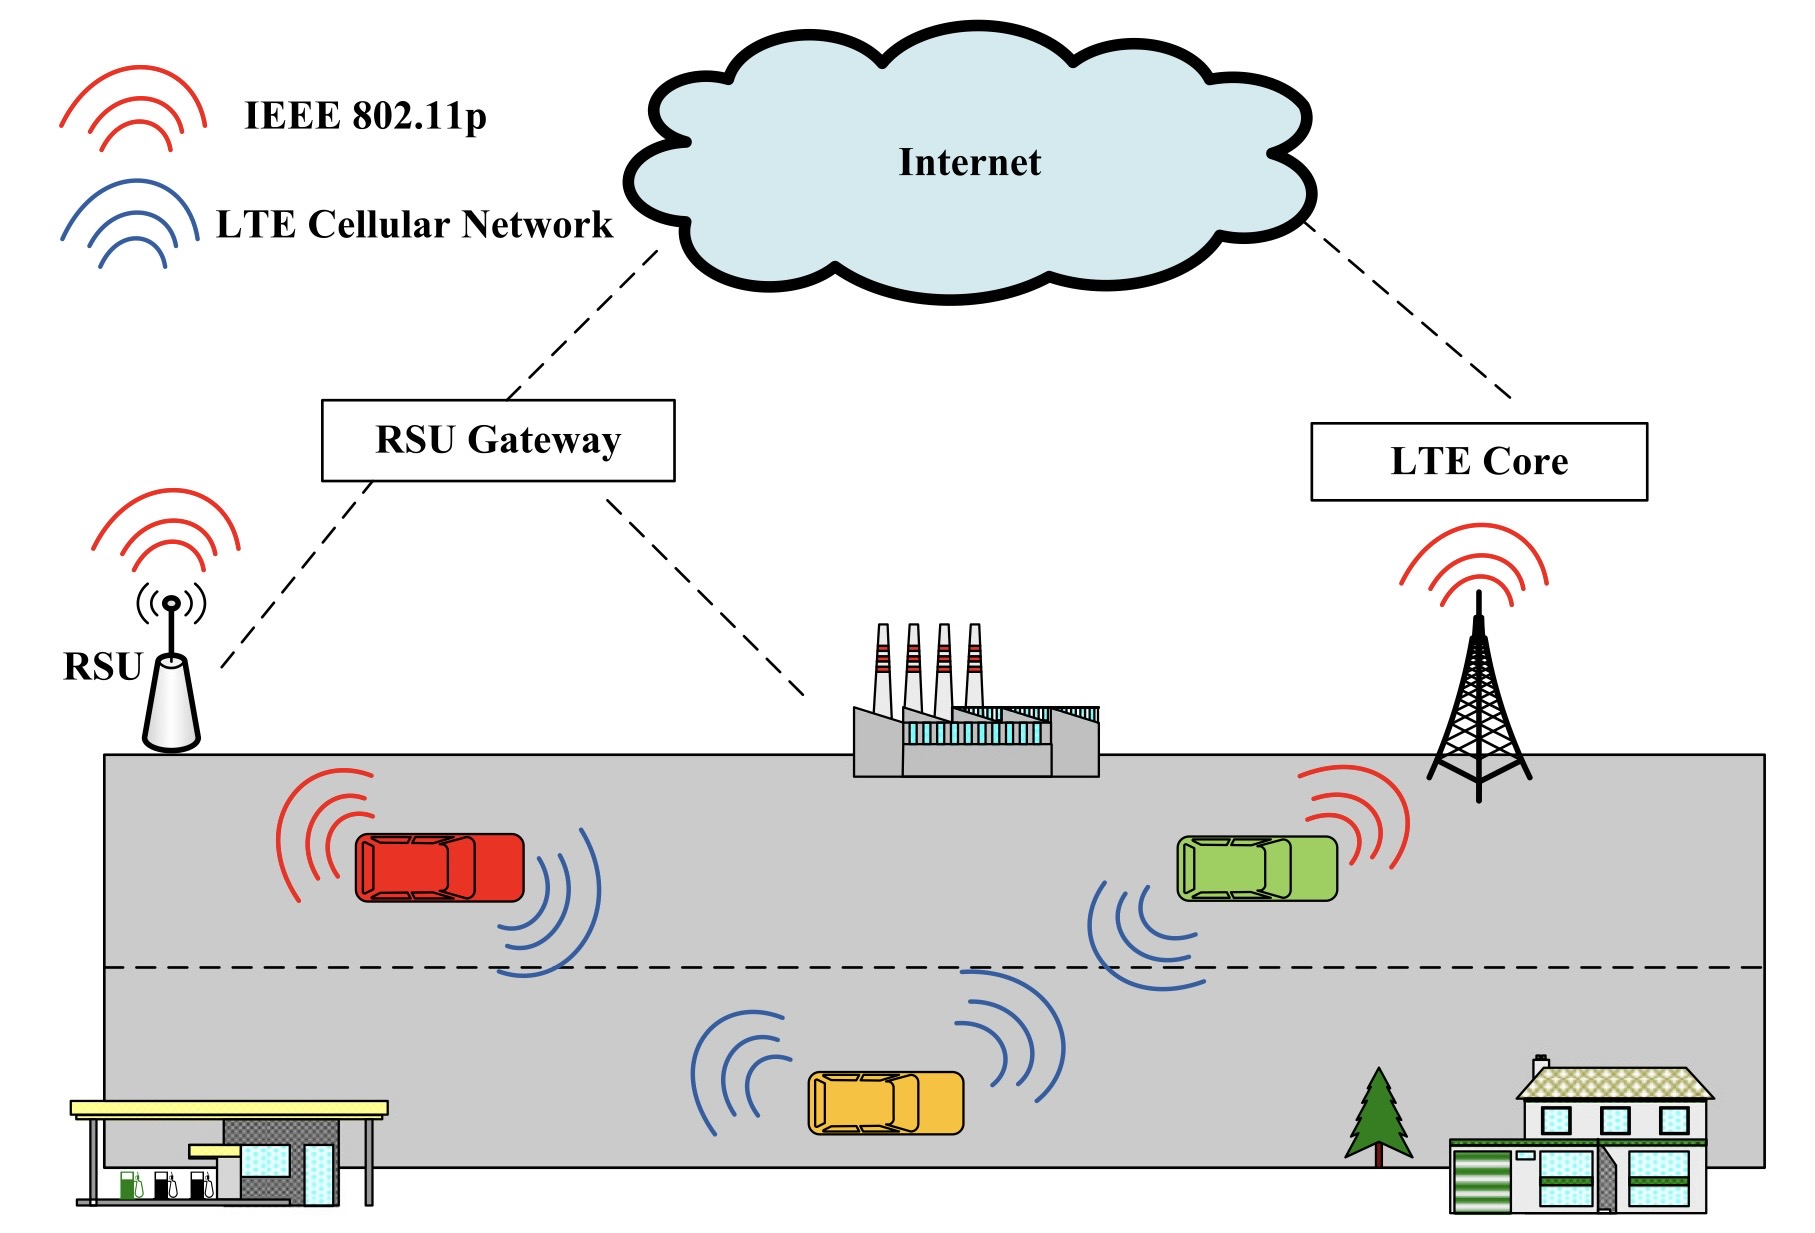 IEEE 802.11p
Internet
LTE Cellular Network
RSU Gateway
LTE Core
RSU